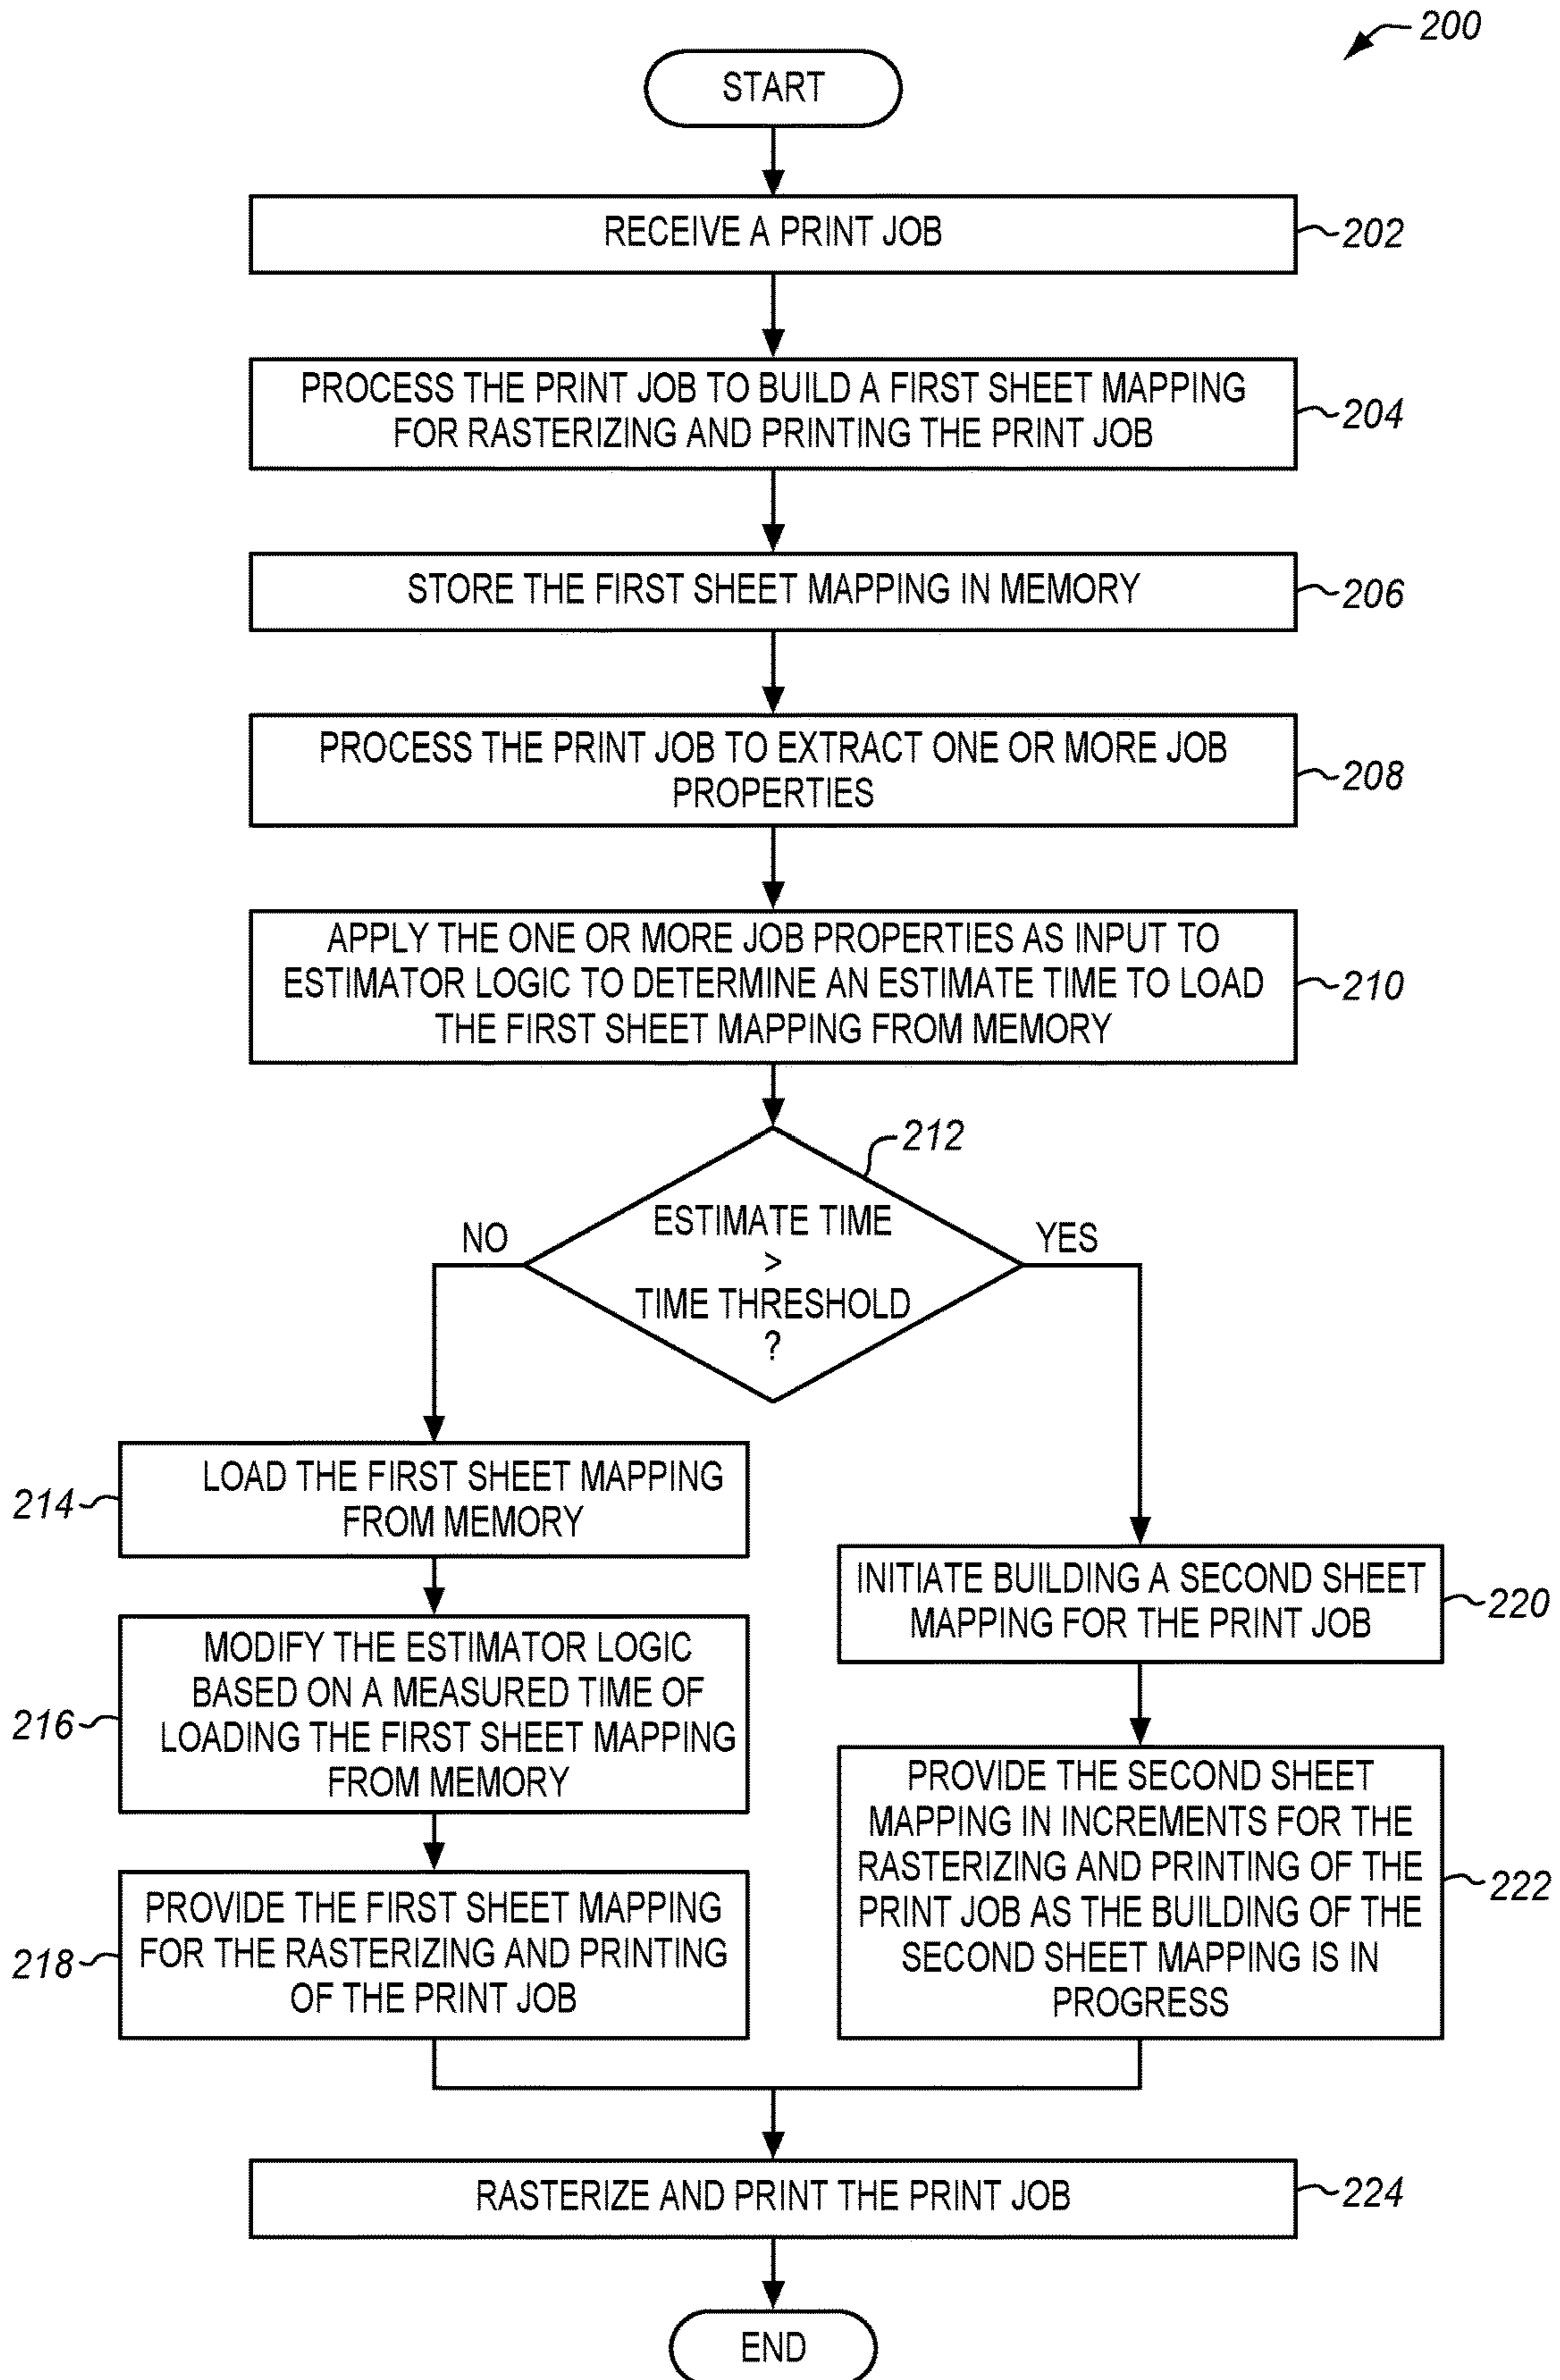 200
START
RECEIVE A PRINT JOB
202
PROCESS THE PRINT JOB TO BUILD A FIRST SHEET MAPPING
FOR RASTERIZING AND PRINTING THE PRINT JOB
204
STORE THE FIRST SHEET MAPPING IN MEMORY
206
PROCESS THE PRINT JOB TO EXTRACT ONE OR MORE JOB
PROPERTIES
208
APPLY THE ONE OR MORE JOB PROPERTIES AS INPUT TO
ESTIMATOR LOGIC TO DETERMINE AN ESTIMATE TIME TO LOAD
THE FIRST SHEET MAPPING FROM MEMORY
210
212
ESTIMATE TIME
>
TIME THRESHOLD
?
NO
YES
LOAD THE FIRST SHEET MAPPING
FROM MEMORY
214
MODIFY THE ESTIMATOR LOGIC
BASED ON A MEASURED TIME OF
LOADING THE FIRST SHEET MAPPING
FROM MEMORY
216
PROVIDE THE FIRST SHEET MAPPING
FOR THE RASTERIZING AND PRINTING
OF THE PRINT JOB
218
INITIATE BUILDING A SECOND SHEET
MAPPING FOR THE PRINT JOB
220
PROVIDE THE SECOND SHEET
MAPPING IN INCREMENTS FOR THE
RASTERIZING AND PRINTING OF THE
PRINT JOB AS THE BUILDING OF THE
SECOND SHEET MAPPING IS IN
PROGRESS
222
RASTERIZE AND PRINT THE PRINT JOB
224
END